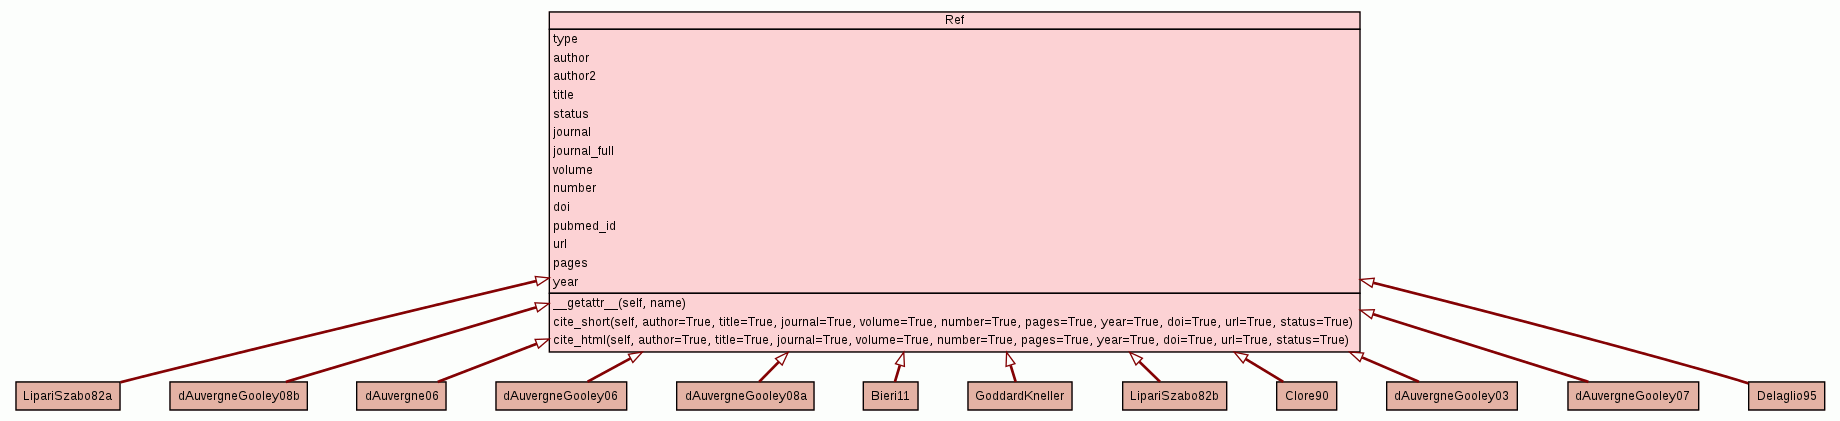 Ref
type
author
author2
title
status
journal
journal_full
volume
number
doi
pubmed_id
url
pages
year
__getattr__(self, name)
cite_short(self, author=True, title=True, journal=True, volume=True, number=True, pages=True, year=True, doi=True, url=True, status=True)
cite_html(self, author=True, title=True, journal=True, volume=True, number=True, pages=True, year=True, doi=True, url=True, status=True)
LipariSzabo82a
dAuvergneGooley08b
dAuvergne06
dAuvergneGooley06
dAuvergneGooley08a
Bieri11
GoddardKneller
LipariSzabo82b
Clore90
dAuvergneGooley03
dAuvergneGooley07
Delaglio95